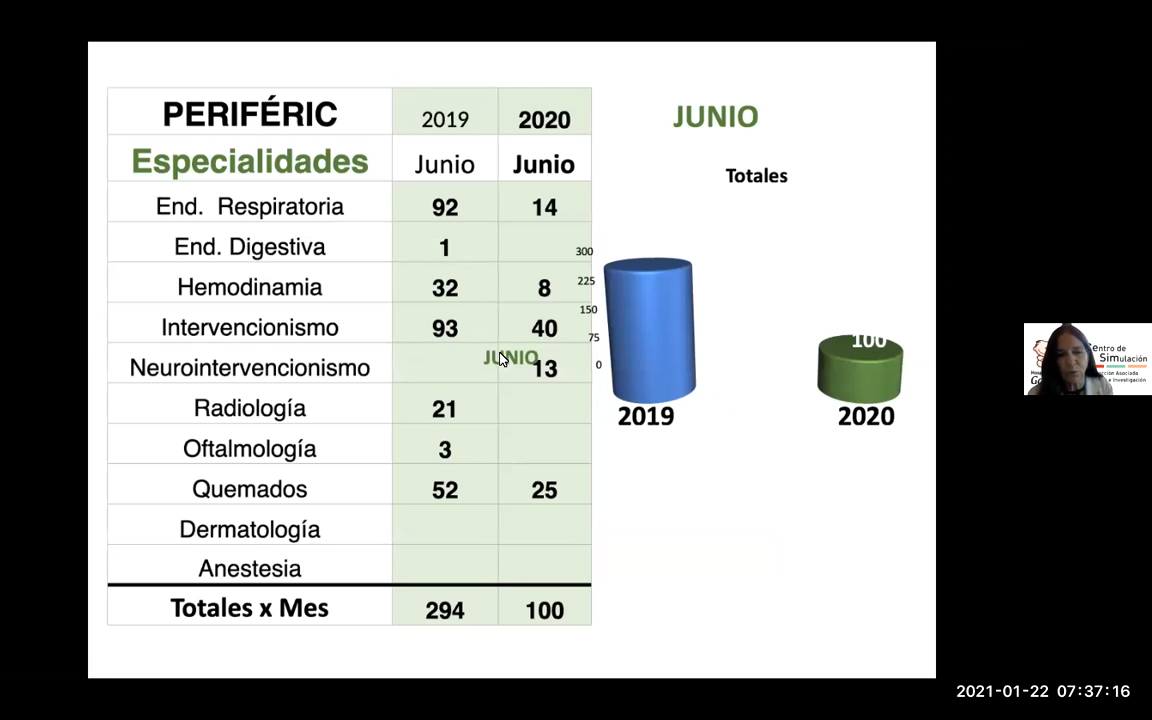 PERIFÉRIC 2019 2020
Especialidades Junio Junio
End. Respiratoria 92 14
End. Digestiva 1
Hemodinamia 32 8
Intervencionismo 93 40
Neurointervencionismo 13
Radiología 21
Oftalmología 3
Quemados 52 25
Dermatología
Anestesia
Totales x Mes 294 100
JUNIO
JUNIO
Totales
300
225
150
75
0
100
2019 2020
entro de
Simulación
2021-01-22 07:37:16